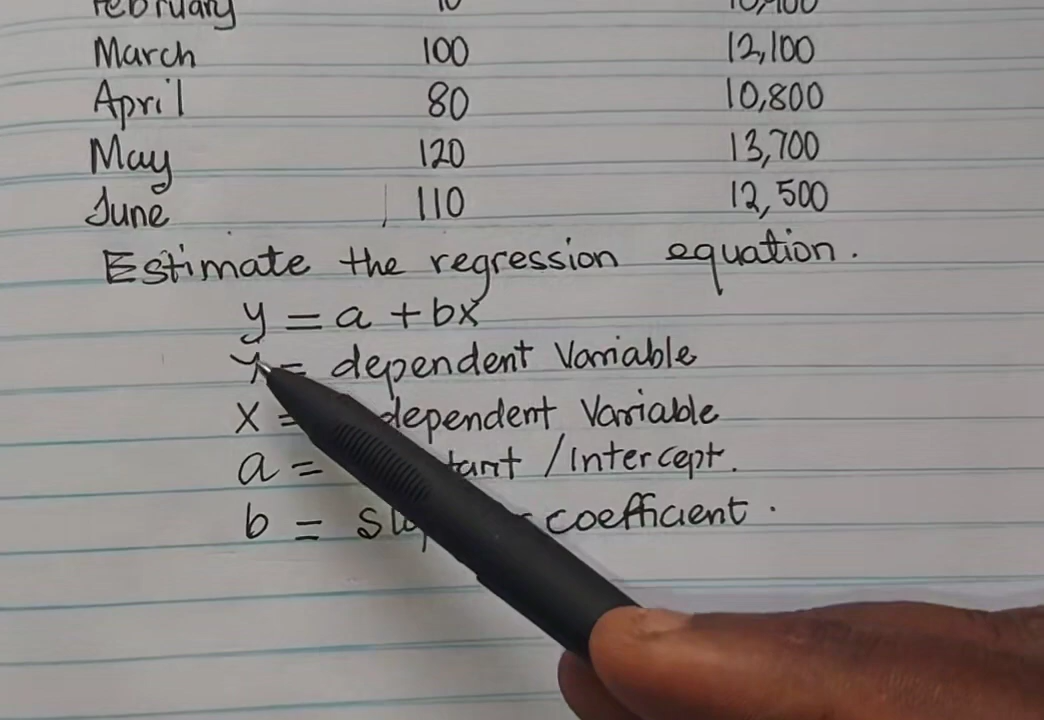 February
March 100 12,100
April 80 10,800
May 120 13,700
June 110 12,500
Estimate the regression equation.
y = a + bx
y = dependent Variable
x = dependent Variable
a = /Intercept.
b = coefficient.